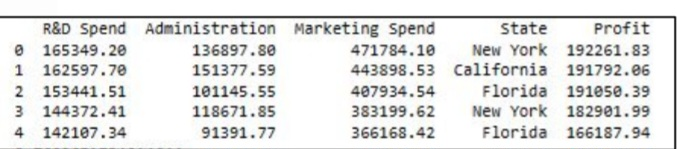 R&D Spend Administration Marketing Spend State Profit
0 165349.20 136897.80 471784.10 New York 192261.83
1 162597.70 151377.59 443898.53 California 191792.06
2 153441.51 101145.55 407934.54 Florida 191050.39
3 144372.41 118671.85 383199.62 New York 182901.99
4 142107.34 91391.77 366168.42 Florida 166187.94